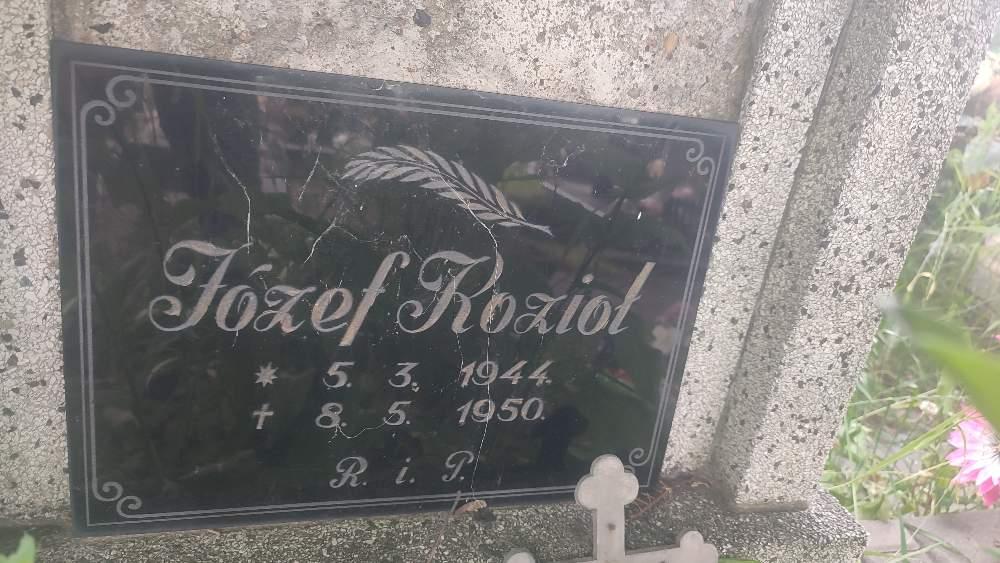 Józef Kozioł
* 5. 3. 1944.
† 8. 5. 1950.
R. i. P.